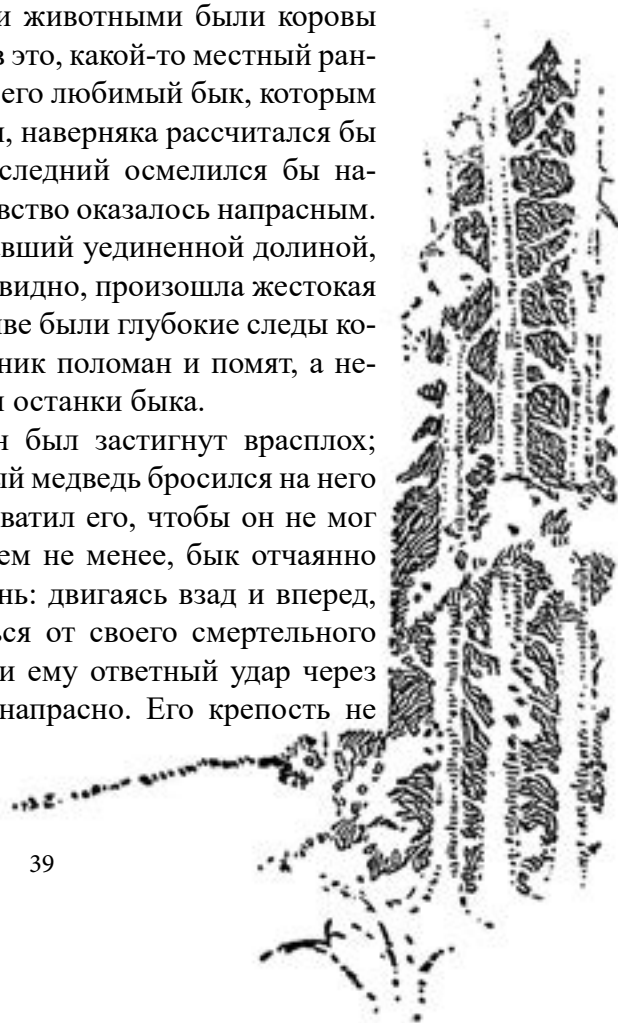 и животными были коровы
в это, какой-то местный ран-
его любимый бык, которым
, наверняка рассчитался бы
следний осмелился бы на-
вство оказалось напрасным.
авший уединенной долиной,
видно, произошла жестокая
ве были глубокие следы ко-
ник поломан и помят, а не-
останки быка.
н был застигнут врасплох;
ый медведь бросился на него
ватил его, чтобы он не мог
ем не менее, бык отчаянно
нь: двигаясь взад и вперед,
ься от своего смертельного
и ему ответный удар через
напрасно. Его крепость не
39